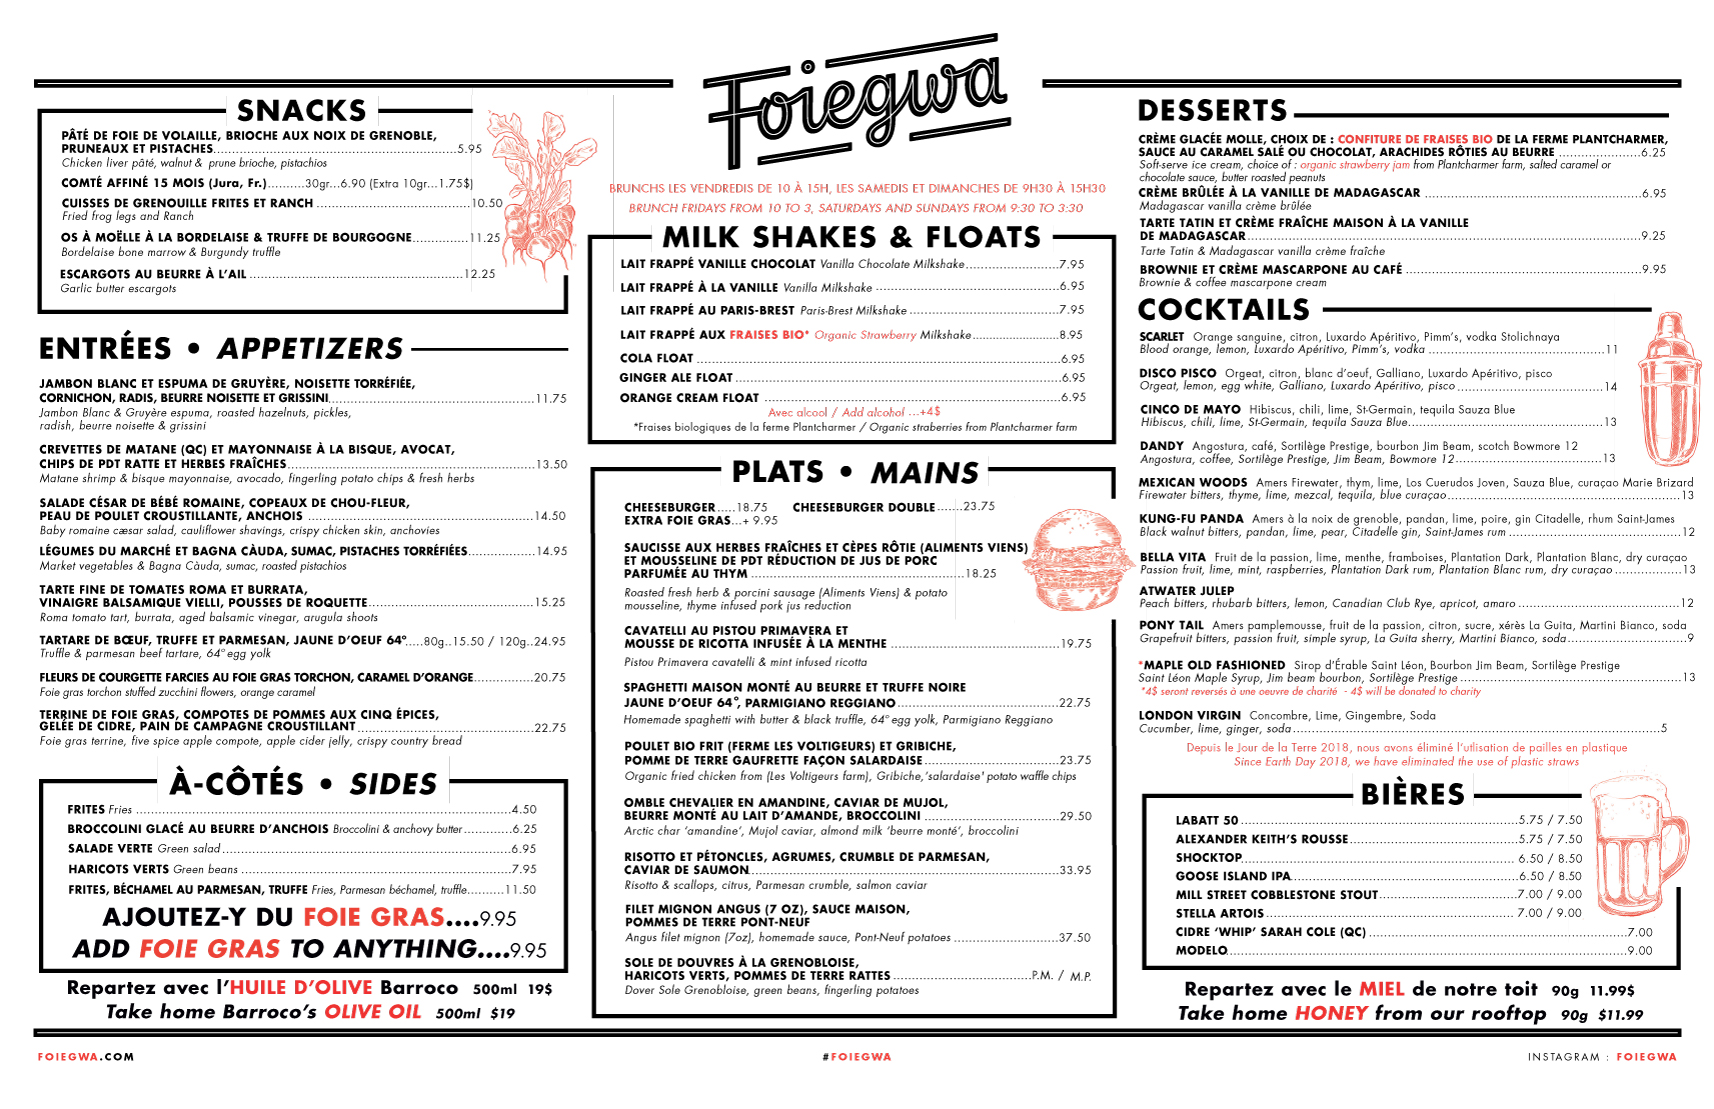 Foiegwa
SNACKS
PÂTÉ DE FOIE DE VOLAILLE, BRIOCHE AUX NOIX DE GRENOBLE,
PRUNEAUX ET PISTACHES....5.95
Chicken liver pâté, walnut & prune brioche, pistachios
COMTÉ AFFINÉ 15 MOIS (Jura, Fr.)..........30gr...6.90 (Extra 10gr...1.75$)
CUISSES DE GRENOUILLE FRITES ET RANCH ....10.50
Fried frog legs and Ranch
OS À MOËLLE À LA BORDELAISE & TRUFFE DE BOURGOGNE....11.25
Bordelaise bone marrow & Burgundy truffle
ESCARGOTS AU BEURRE À L'AIL ....12.25
Garlic butter escargots
ENTRÉES • APPETIZERS
JAMBON BLANC ET ESPUMA DE GRUYÈRE, NOISETTE TORRÉFIÉE,
CORNICHON, RADIS, BEURRE NOISETTE ET GRISSINI....11.75
Jambon Blanc & Gruyère espuma, roasted hazelnuts, pickles,
radish, beurre noisette & grissini
CREVETTES DE MATANE (QC) ET MAYONNAISE À LA BISQUE, AVOCAT,
CHIPS DE PDT RATTE ET HERBES FRAÎCHES....13.50
Matane shrimp & bisque mayonnaise, avocado, fingerling potato chips & fresh herbs
SALADE CÉSAR DE BÉBÉ ROMAINE, COPEAUX DE CHOU-FLEUR,
PEAU DE POULET CROUSTILLANTE, ANCHOIS ....14.50
Baby romaine cæsar salad, cauliflower shavings, crispy chicken skin, anchovies
LÉGUMES DU MARCHÉ ET BAGNA CÀUDA, SUMAC, PISTACHES TORRÉFIÉES....14.95
Market vegetables & Bagna Càuda, sumac, roasted pistachios
TARTE FINE DE TOMATES ROMA ET BURRATA,
VINAIGRE BALSAMIQUE VIELLI, POUSSES DE ROQUETTE....15.25
Roma tomato tart, burrata, aged balsamic vinegar, arugula shoots
TARTARE DE BŒUF, TRUFFE ET PARMESAN, JAUNE D'OEUF 64º.....80g..15.50 / 120g..24.95
Truffle & parmesan beef tartare, 64º egg yolk
FLEURS DE COURGETTE FARCIES AU FOIE GRAS TORCHON, CARAMEL D'ORANGE....20.75
Foie gras torchon stuffed zucchini flowers, orange caramel
TERRINE DE FOIE GRAS, COMPOTES DE POMMES AUX CINQ ÉPICES,
GELÉE DE CIDRE, PAIN DE CAMPAGNE CROUSTILLANT ....22.75
Foie gras terrine, five spice apple compote, apple cider jelly, crispy country bread
À-CÔTÉS • SIDES
FRITES Fries ....4.50
BROCCOLINI GLACÉ AU BEURRE D'ANCHOIS Broccolini & anchovy butter....6.25
SALADE VERTE Green salad....6.95
HARICOTS VERTS Green beans ....7.95
FRITES, BÉCHAMEL AU PARMESAN, TRUFFE Fries, Parmesan béchamel, truffle....11.50
AJOUTEZ-Y DU FOIE GRAS....9.95
ADD FOIE GRAS TO ANYTHING....9.95
Repartez avec l'HUILE D'OLIVE Barroco 500ml 19$
Take home Barroco's OLIVE OIL 500ml $19
BRUNCHS LES VENDREDIS DE 10 À 15H, LES SAMEDIS ET DIMANCHES DE 9H30 À 15H30
BRUNCH FRIDAYS FROM 10 TO 3, SATURDAYS AND SUNDAYS FROM 9:30 TO 3:30
MILK SHAKES & FLOATS
LAIT FRAPPÉ VANILLE CHOCOLAT Vanilla Chocolate Milkshake....7.95
LAIT FRAPPÉ À LA VANILLE Vanilla Milkshake ....6.95
LAIT FRAPPÉ AU PARIS-BREST Paris-Brest Milkshake ....7.95
LAIT FRAPPÉ AUX FRAISES BIO* Organic Strawberry Milkshake....8.95
COLA FLOAT ....6.95
GINGER ALE FLOAT ....6.95
ORANGE CREAM FLOAT ....6.95
Avec alcool / Add alcohol ...+4$
*Fraises biologiques de la ferme Plantcharmer / Organic straberries from Plantcharmer farm
PLATS • MAINS
CHEESEBURGER.....18.75 CHEESEBURGER DOUBLE.......23.75
EXTRA FOIE GRAS...+ 9.95
SAUCISSE AUX HERBES FRAÎCHES ET CÈPES RÔTIE (ALIMENTS VIENS)
ET MOUSSELINE DE PDT RÉDUCTION DE JUS DE PORC
PARFUMÉE AU THYM ....18.25
Roasted fresh herb & porcini sausage (Aliments Viens) & potato
mousseline, thyme infused pork jus reduction
CAVATELLI AU PISTOU PRIMAVERA ET
MOUSSE DE RICOTTA INFUSÉE À LA MENTHE ....19.75
Pistou Primavera cavatelli & mint infused ricotta
SPAGHETTI MAISON MONTÉ AU BEURRE ET TRUFFE NOIRE
JAUNE D'OEUF 64°, PARMIGIANO REGGIANO....22.75
Homemade spaghetti with butter & black truffle, 64º egg yolk, Parmigiano Reggiano
POULET BIO FRIT (FERME LES VOLTIGEURS) ET GRIBICHE,
POMME DE TERRE GAUFRETTE FAÇON SALARDAISE....23.75
Organic fried chicken from (Les Voltigeurs farm), Gribiche,'salardaise' potato waffle chips
OMBLE CHEVALIER EN AMANDINE, CAVIAR DE MUJOL,
BEURRE MONTÉ AU LAIT D'AMANDE, BROCCOLINI ....29.50
Arctic char 'amandine', Mujol caviar, almond milk 'beurre monté', broccolini
RISOTTO ET PÉTONCLES, AGRUMES, CRUMBLE DE PARMESAN,
CAVIAR DE SAUMON....33.95
Risotto & scallops, citrus, Parmesan crumble, salmon caviar
FILET MIGNON ANGUS (7 OZ), SAUCE MAISON,
POMMES DE TERRE PONT-NEUF
Angus filet mignon (7oz), homemade sauce, Pont-Neuf potatoes ....37.50
SOLE DE DOUVRES À LA GRENOBLOISE,
HARICOTS VERTS, POMMES DE TERRE RATTES ....P.M. / M.P.
Dover Sole Grenobloise, green beans, fingerling potatoes
DESSERTS
CRÈME GLACÉE MOLLE, CHOIX DE : CONFITURE DE FRAISES BIO DE LA FERME PLANTCHARMER,
SAUCE AU CARAMEL SALÉ OU CHOCOLAT, ARACHIDES RÔTIES AU BEURRE ....6.25
Soft-serve ice cream, choice of : organic strawberry jam from Plantcharmer farm, salted caramel or
chocolate sauce, butter roasted peanuts
CRÈME BRÛLÉE À LA VANILLE DE MADAGASCAR ....6.95
Madagascar vanilla crème brûlée
TARTE TATIN ET CRÈME FRAÎCHE MAISON À LA VANILLE
DE MADAGASCAR....9.25
Tarte Tatin & Madagascar vanilla crème fraîche
BROWNIE ET CRÈME MASCARPONE AU CAFÉ ....9.95
Brownie & coffee mascarpone cream
COCKTAILS
SCARLET Orange sanguine, citron, Luxardo Apéritivo, Pimm's, vodka Stolichnaya
Blood orange, lemon, Luxardo Apéritivo, Pimm's, vodka ....11
DISCO PISCO Orgeat, citron, blanc d'oeuf, Galliano, Luxardo Apéritivo, pisco
Orgeat, lemon, egg white, Galliano, Luxardo Apéritivo, pisco....14
CINCO DE MAYO Hibiscus, chili, lime, St-Germain, tequila Sauza Blue
Hibiscus, chili, lime, St-Germain, tequila Sauza Blue....13
DANDY Angostura, café, Sortilège Prestige, bourbon Jim Beam, scotch Bowmore 12
Angostura, coffee, Sortilège Prestige, Jim Beam, Bowmore 12....13
MEXICAN WOODS Amers Firewater, thym, lime, Los Cuerudos Joven, Sauza Blue, curaçao Marie Brizard
Firewater bitters, thyme, lime, mezcal, tequila, blue curaçao....13
KUNG-FU PANDA Amers à la noix de grenoble, pandan, lime, poire, gin Citadelle, rhum Saint-James
Black walnut bitters, pandan, lime, pear, Citadelle gin, Saint-James rum ....12
BELLA VITA Fruit de la passion, lime, menthe, framboises, Plantation Dark, Plantation Blanc, dry curaçao
Passion fruit, lime, mint, raspberries, Plantation Dark rum, Plantation Blanc rum, dry curaçao ....13
ATWATER JULEP
Peach bitters, rhubarb bitters, lemon, Canadian Club Rye, apricot, amaro ....12
PONY TAIL Amers pamplemousse, fruit de la passion, citron, sucre, xérès La Guita, Martini Bianco, soda
Grapefruit bitters, passion fruit, simple syrup, La Guita sherry, Martini Bianco, soda....9
*MAPLE OLD FASHIONED Sirop d'Érable Saint Léon, Bourbon Jim Beam, Sortilège Prestige
Saint Léon Maple Syrup, Jim beam bourbon, Sortilège Prestige ....13
*4$ seront reversés à une oeuvre de charité - 4$ will be donated to charity
LONDON VIRGIN Concombre, Lime, Gingembre, Soda
Cucumber, lime, ginger, soda....5
Depuis le Jour de la Terre 2018, nous avons éliminé l'utlisation de pailles en plastique
Since Earth Day 2018, we have eliminated the use of plastic straws
BIÈRES
LABATT 50 ....5.75 / 7.50
ALEXANDER KEITH'S ROUSSE....5.75 / 7.50
SHOCKTOP.... 6.50 / 8.50
GOOSE ISLAND IPA....6.50 / 8.50
MILL STREET COBBLESTONE STOUT....7.00 / 9.00
STELLA ARTOIS.... 7.00 / 9.00
CIDRE 'WHIP' SARAH COLE (QC) ....7.00
MODELO....9.00
Repartez avec le MIEL de notre toit 90g 11.99$
Take home HONEY from our rooftop 90g $11.99
FOIEGWA.COM
#FOIEGWA
INSTAGRAM : FOIEGWA